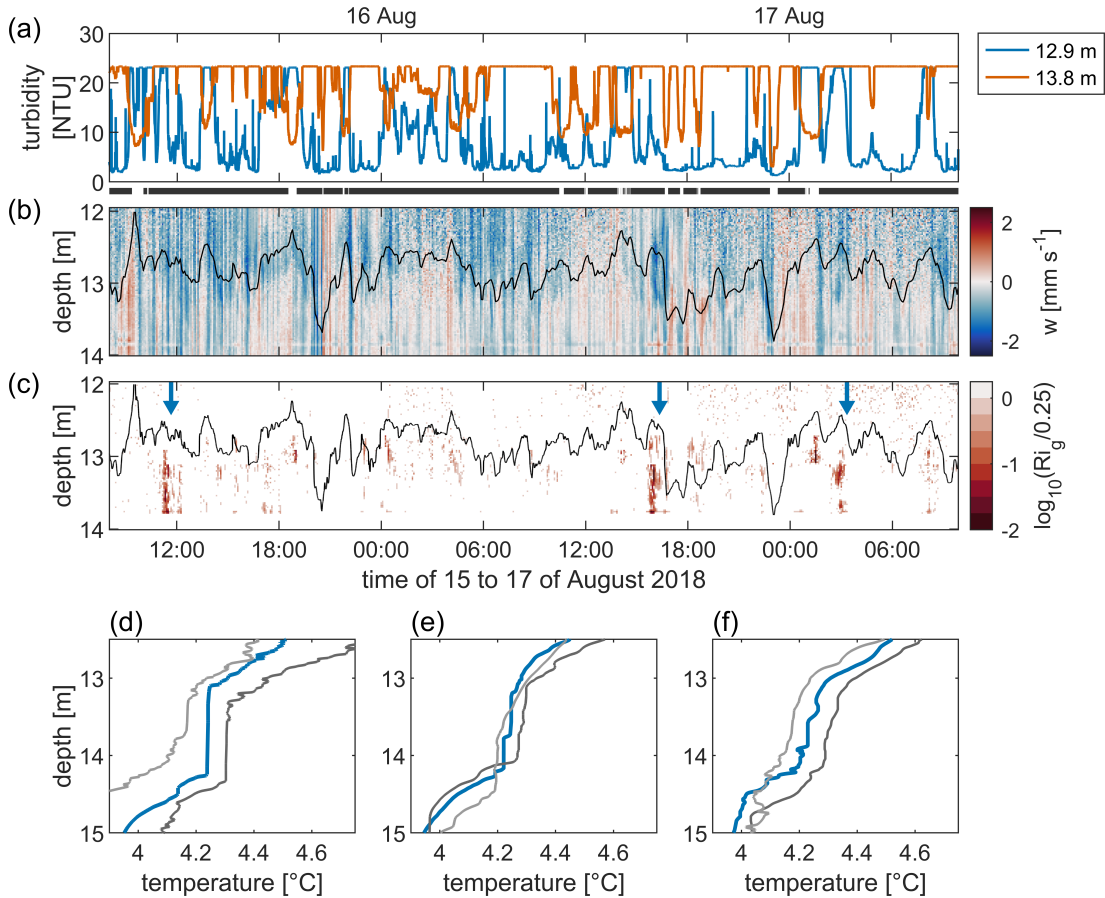 16 Aug 17 Aug
(a)
30
20
10
0
turbidity
[NTU]
12.9 m
13.8 m
(b)
12
13
14
depth [m]
2
0
-2
w [mm s⁻¹]
(c)
12
13
14
depth [m]
0
-1
-2
log₁₀(Ri_g/0.25)
12:00 18:00 00:00 06:00 12:00 18:00 00:00 06:00
time of 15 to 17 of August 2018
(d) (e) (f)
13 13 13
14 14 14
15 15 15
depth [m]
4 4.2 4.4 4.6 4 4.2 4.4 4.6 4 4.2 4.4 4.6
temperature [°C] temperature [°C] temperature [°C]